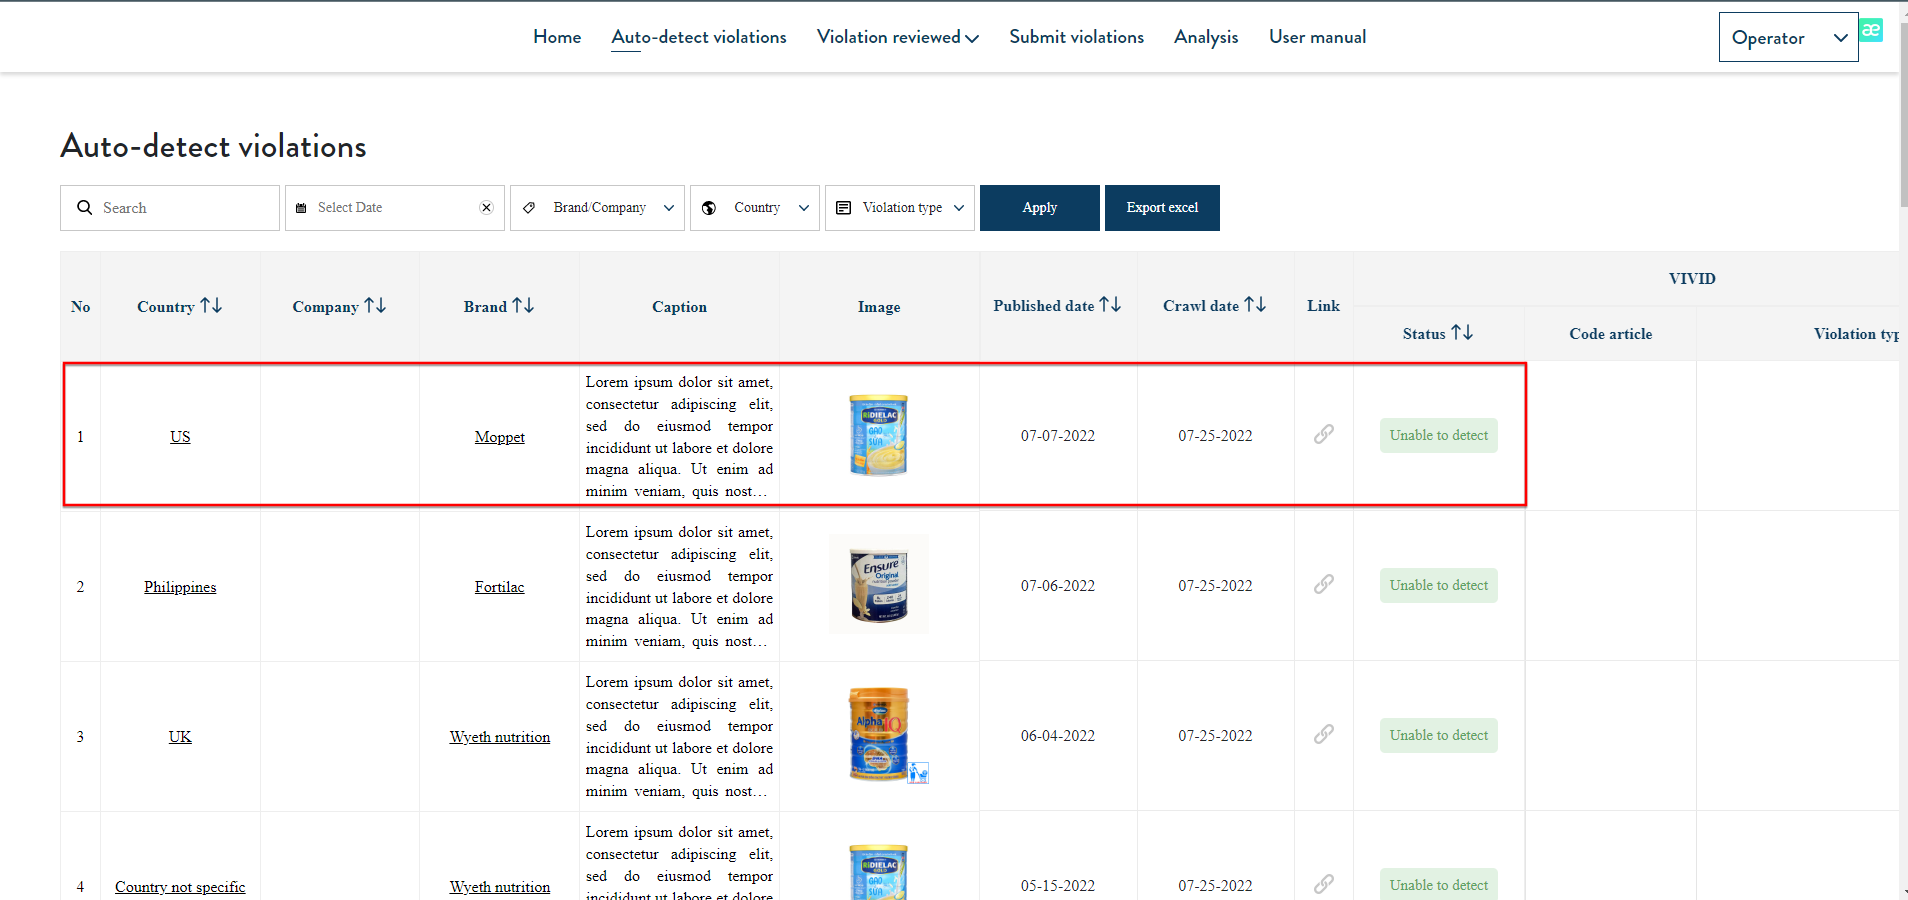 Home Auto-detect violations Violation reviewed Submit violations Analysis User manual Operator æ
Auto-detect violations
Search Select Date Brand/Company Country Violation type Apply Export excel
No Country Company Brand Caption Image Published date Crawl date Link VIVID
Status Code article Violation typ
1 US Moppet 07-07-2022 07-25-2022 Unable to detect
Lorem ipsum dolor sit amet,
consectetur adipiscing elit,
sed do eiusmod tempor
incididunt ut labore et dolore
magna aliqua. Ut enim ad
minim veniam, quis nost...
RiDIELAC
GOLD
GẠO
SỮA
2 Philippines Fortilac 07-06-2022 07-25-2022 Unable to detect
Lorem ipsum dolor sit amet,
consectetur adipiscing elit,
sed do eiusmod tempor
incididunt ut labore et dolore
magna aliqua. Ut enim ad
minim veniam, quis nost...
Ensure
Original
3 UK Wyeth nutrition 06-04-2022 07-25-2022 Unable to detect
Lorem ipsum dolor sit amet,
consectetur adipiscing elit,
sed do eiusmod tempor
incididunt ut labore et dolore
magna aliqua. Ut enim ad
minim veniam, quis nost...
Alpha IQ
4 Country not specific Wyeth nutrition 05-15-2022 07-25-2022 Unable to detect
Lorem ipsum dolor sit amet,
consectetur adipiscing elit,
sed do eiusmod tempor
incididunt ut labore et dolore
RiDIELAC
GOLD
GẠO
SỮA